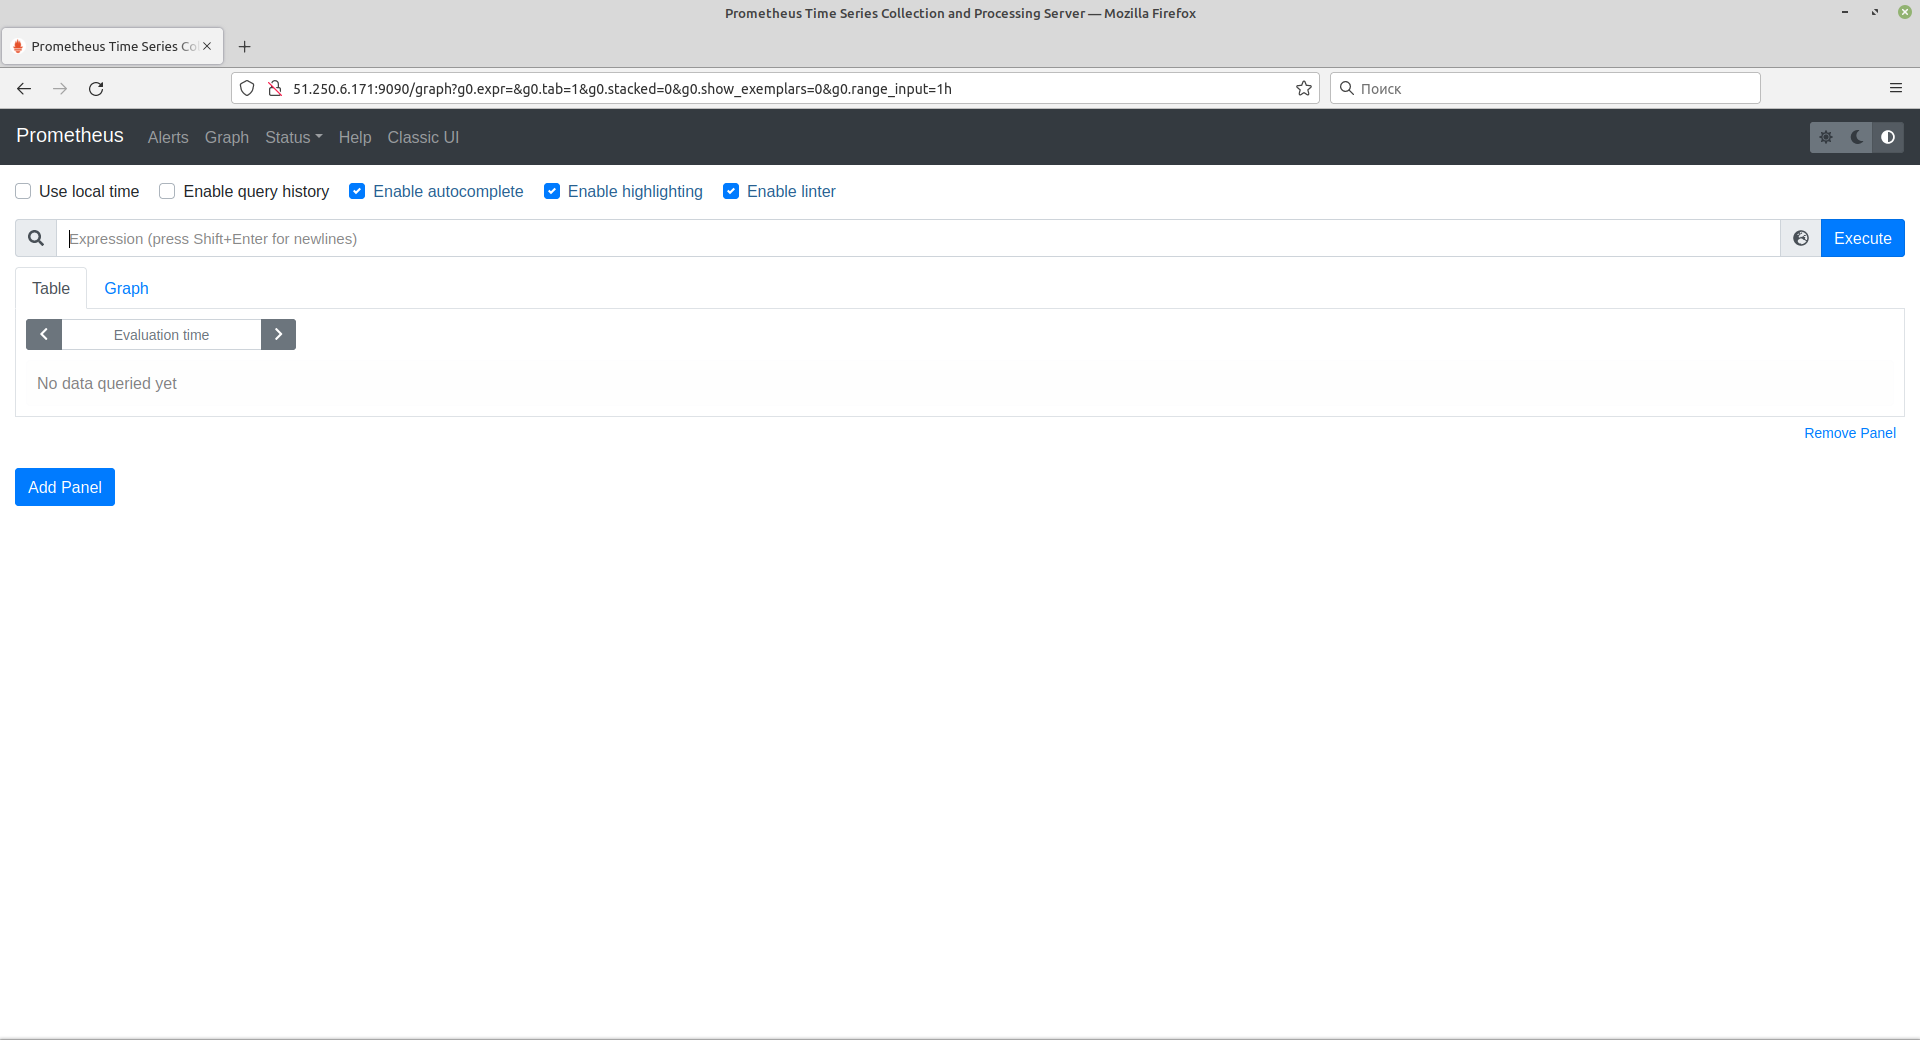 Prometheus Time Series Collection and Processing Server — Mozilla Firefox
Prometheus Time Series Co
51.250.6.171:9090/graph?g0.expr=&g0.tab=1&g0.stacked=0&g0.show_exemplars=0&g0.range_input=1h
Поиск
Prometheus Alerts Graph Status Help Classic UI
Use local time Enable query history Enable autocomplete Enable highlighting Enable linter
Expression (press Shift+Enter for newlines) Execute
Table Graph
Evaluation time
No data queried yet
Remove Panel
Add Panel